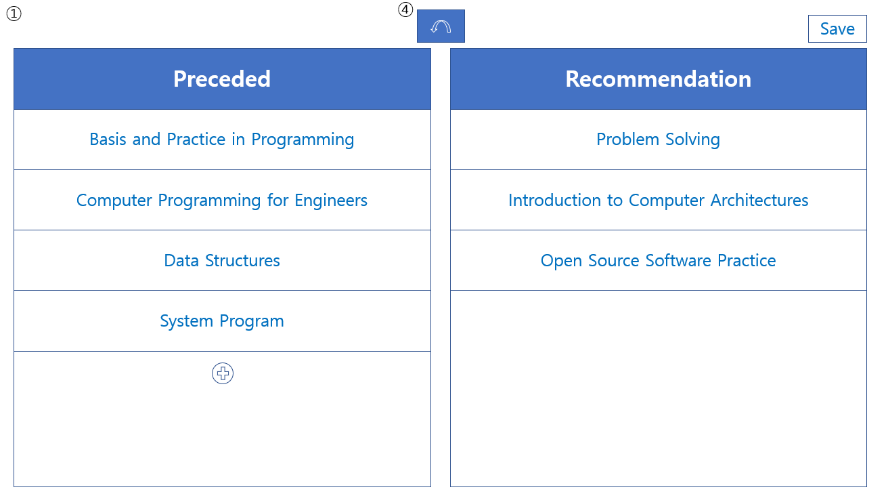 ①
④
Save
Preceded
Recommendation
Basis and Practice in Programming
Problem Solving
Computer Programming for Engineers
Introduction to Computer Architectures
Data Structures
Open Source Software Practice
System Program